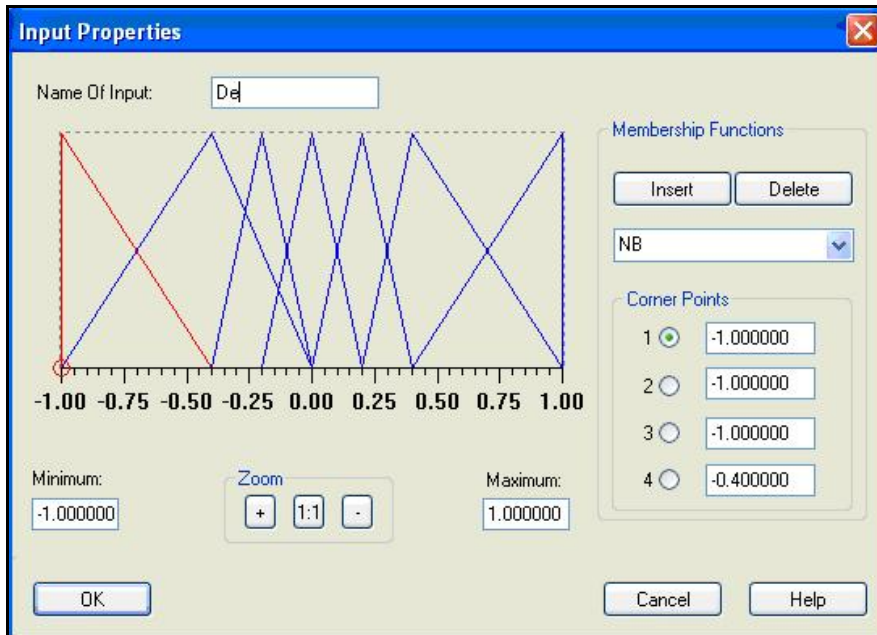 Input Properties
Name Of Input: De
Membership Functions
Insert Delete
NB
Corner Points
1 -1.000000
2 -1.000000
3 -1.000000
4 -0.400000
-1.00 -0.75 -0.50 -0.25 0.00 0.25 0.50 0.75 1.00
Minimum: Zoom Maximum:
-1.000000 + 1:1 - 1.000000
OK Cancel Help